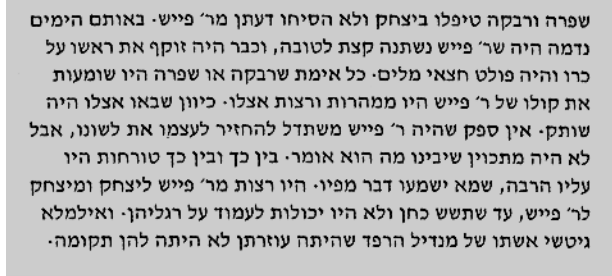 שפרה ורבקה טיפלו ביצחק ולא הסיחו דעתן מר׳ פייש. באותם הימים
נדמה היה שר׳ פייש נשתנה קצת לטובה, וכבר היה זוקף את ראשו על
כרו והיה פולט חצאי מלים. כל אימת שרבקה או שפרה היו שומעות
את קולו של ר׳ פייש היו ממהרות ורצות אצלו. כיוון שבאו אצלו היה
שותק. אין ספק שהיה ר׳ פייש משתדל להחזיר לעצמו את לשונו, אבל
לא היה מתכוין שיבינו מה הוא אומר. בין כך ובין כך טורחות היו
עליו הרבה, שמא ישמעו דבר מפיו. היו רצות מר׳ פייש ליצחק ומיצחק
לר׳ פייש, עד שתשש כחן ולא היו יכולות לעמוד על רגליהן. ואילמלא
גיטשי אשתו של מנדיל הרפד שהיתה עוזרתן לא היתה להן תקומה.